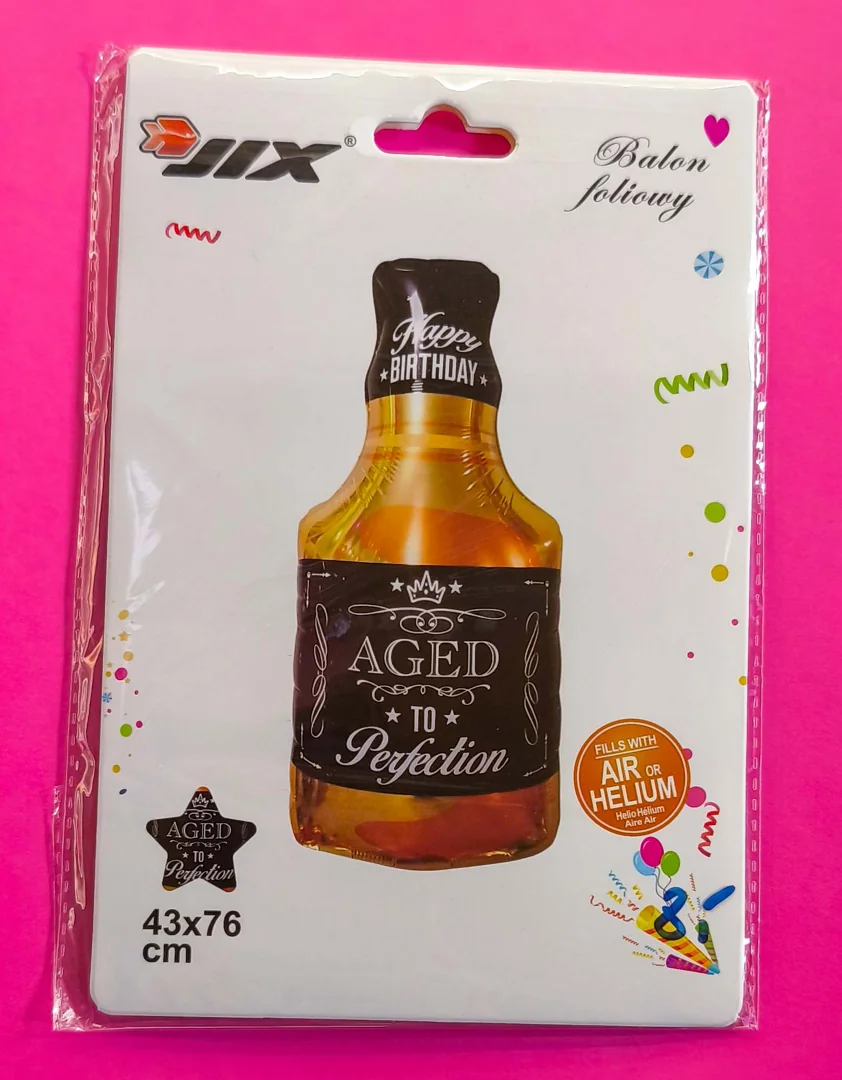 JIX®
Balon
foliowy
Happy
BIRTHDAY
AGED
TO
Perfection
FILLS WITH
AIR OR
HELIUM
Helio Hélium
Aire Air
AGED
TO
Perfection
43x76
cm
8,-